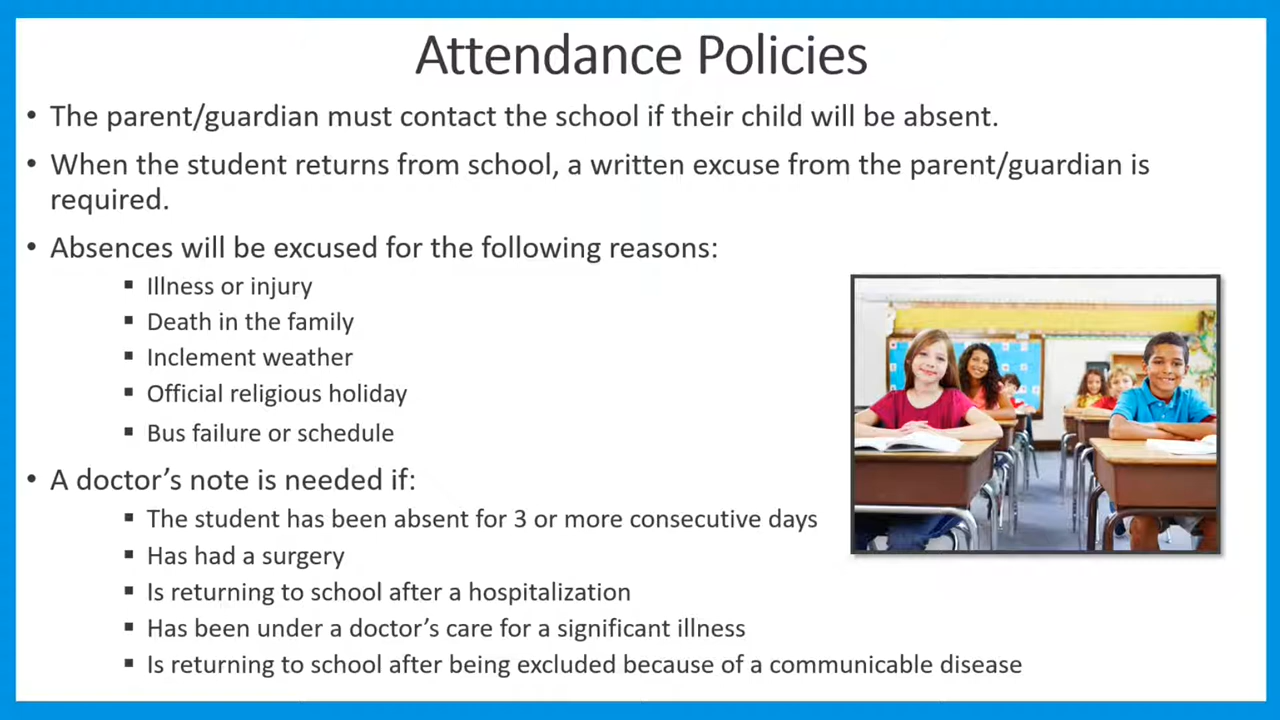 Attendance Policies
• The parent/guardian must contact the school if their child will be absent.
• When the student returns from school, a written excuse from the parent/guardian is
required.
• Absences will be excused for the following reasons:
▪ Illness or injury
▪ Death in the family
▪ Inclement weather
▪ Official religious holiday
▪ Bus failure or schedule
• A doctor’s note is needed if:
▪ The student has been absent for 3 or more consecutive days
▪ Has had a surgery
▪ Is returning to school after a hospitalization
▪ Has been under a doctor’s care for a significant illness
▪ Is returning to school after being excluded because of a communicable disease